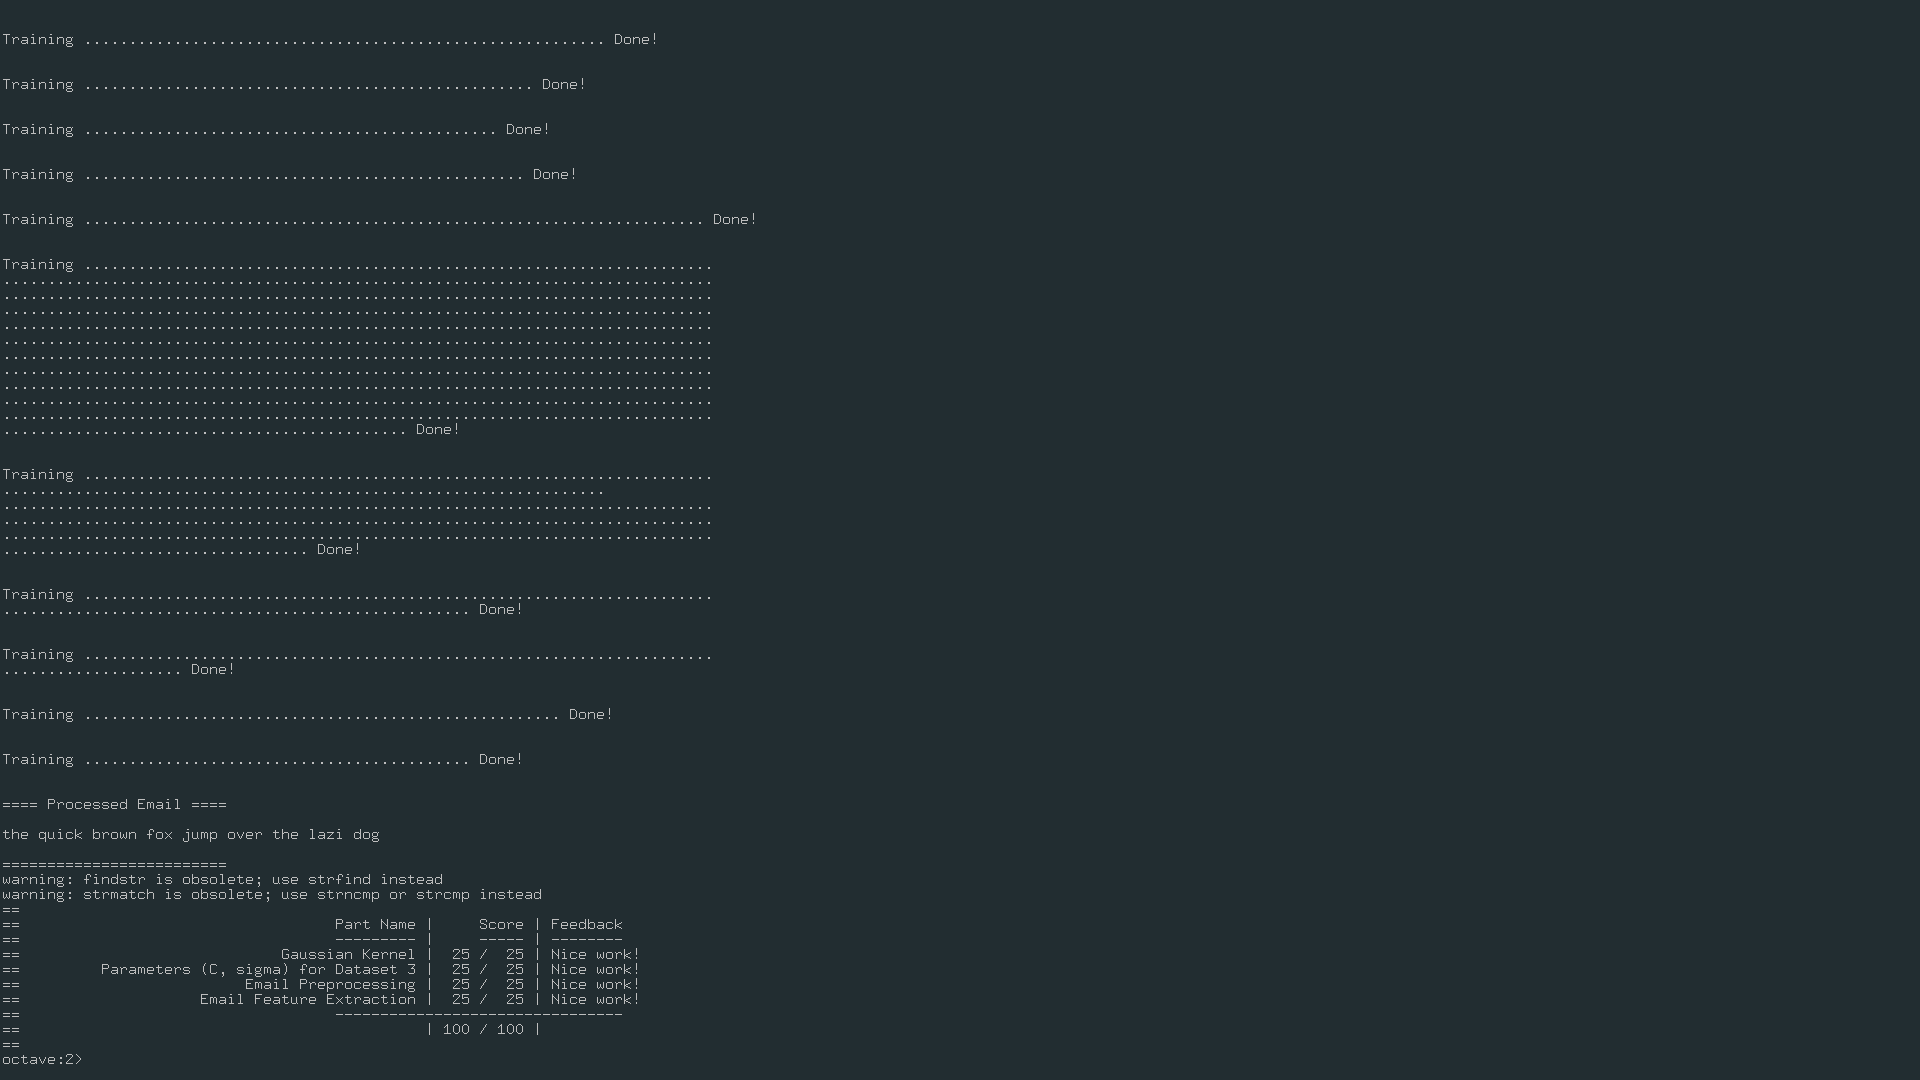 Training .......................................................... Done!
Training .................................................. Done!
Training .............................................. Done!
Training ................................................. Done!
Training ..................................................................... Done!
Training ......................................................................
...............................................................................
...............................................................................
...............................................................................
...............................................................................
...............................................................................
...............................................................................
...............................................................................
...............................................................................
...............................................................................
...............................................................................
............................................. Done!
Training ......................................................................
...................................................................
...............................................................................
...............................................................................
...............................................................................
.................................. Done!
Training ......................................................................
.................................................... Done!
Training ......................................................................
.................... Done!
Training ..................................................... Done!
Training ........................................... Done!
==== Processed Email ====
the quick brown fox jump over the lazi dog
=========================
warning: findstr is obsolete; use strfind instead
warning: strmatch is obsolete; use strncmp or strcmp instead
==
==                                   Part Name |     Score | Feedback
==                                   --------- |     ----- | --------
==                             Gaussian Kernel |  25 /  25 | Nice work!
==         Parameters (C, sigma) for Dataset 3 |  25 /  25 | Nice work!
==                         Email Preprocessing |  25 /  25 | Nice work!
==                    Email Feature Extraction |  25 /  25 | Nice work!
==                                   --------------------------------
==                                             | 100 / 100 |
==
octave:2>